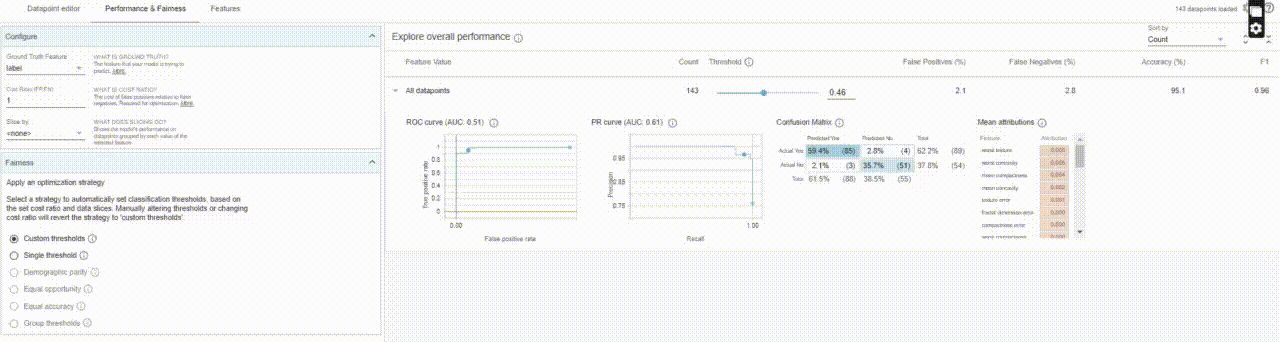 Datapoint editor
Performance & Fairness
Features
143 datapoints loaded
Configure
Ground Truth Feature
label
WHAT IS GROUND TRUTH?
The feature that your model is trying to
predict. More.
Cost Ratio (FP/FN)
1
WHAT IS COST RATIO?
The cost of false positives relative to false
negatives. Required for optimization. More.
Slice by
<none>
WHAT DOES SLICING DO?
Shows the model's performance on
datapoints grouped by each value of the
selected feature.
Fairness
Apply an optimization strategy
Select a strategy to automatically set classification thresholds, based on
the set cost ratio and data slices. Manually altering thresholds or changing
cost ratio will revert the strategy to 'custom thresholds'.
Custom thresholds
Single threshold
Demographic parity
Equal opportunity
Equal accuracy
Group thresholds
Explore overall performance
Sort by
Count
Feature Value Count Threshold False Positives (%) False Negatives (%) Accuracy (%) F1
All datapoints 143 0.46 2.1 2.8 95.1 0.96
ROC curve (AUC: 0.51)
1
0.8
0.6
0.4
0.2
0
True positive rate
0.00
False positive rate
PR curve (AUC: 0.61)
0.95
0.85
0.75
Precision
1.00
Recall
Confusion Matrix
Predicted Yes Predicted No Total
Actual Yes 59.4% (85) 2.8% (4) 62.2% (89)
Actual No 2.1% (3) 35.7% (51) 37.8% (54)
Total 61.5% (88) 38.5% (55)
Mean attributions
Feature Attribution
worst texture
worst concavity
mean compactness 0.004
mean concavity 0.002
texture error 0.001
fractal dimension error 0.000
compactness error 0.000